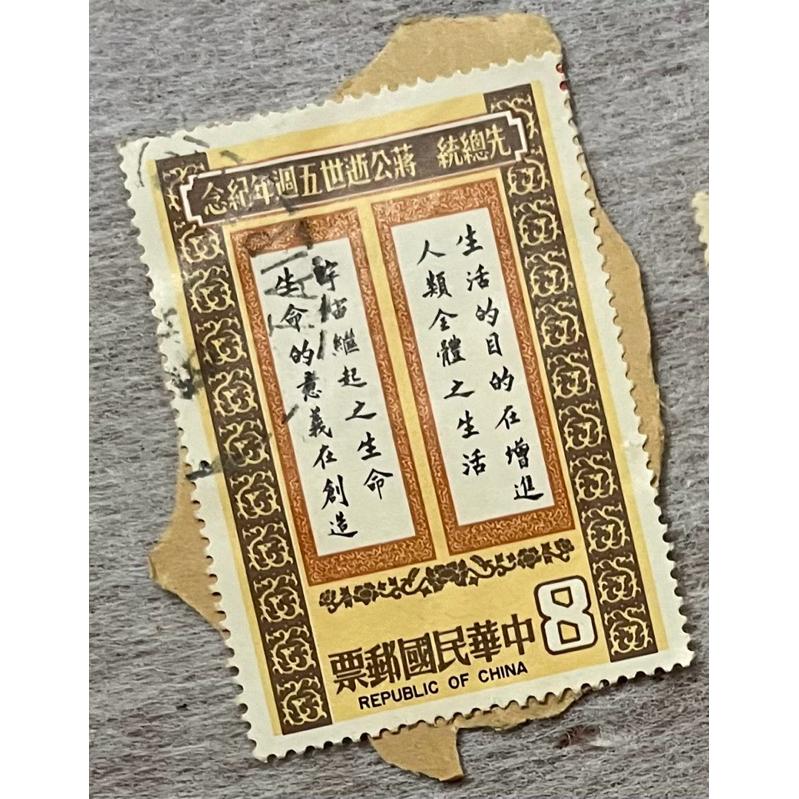 先總統 蔣公逝世五週年紀念
生活的目的在增進
人類全體之生活
生命的意義在創造
宇宙繼起之生命
8
中華民國郵票
REPUBLIC OF CHINA